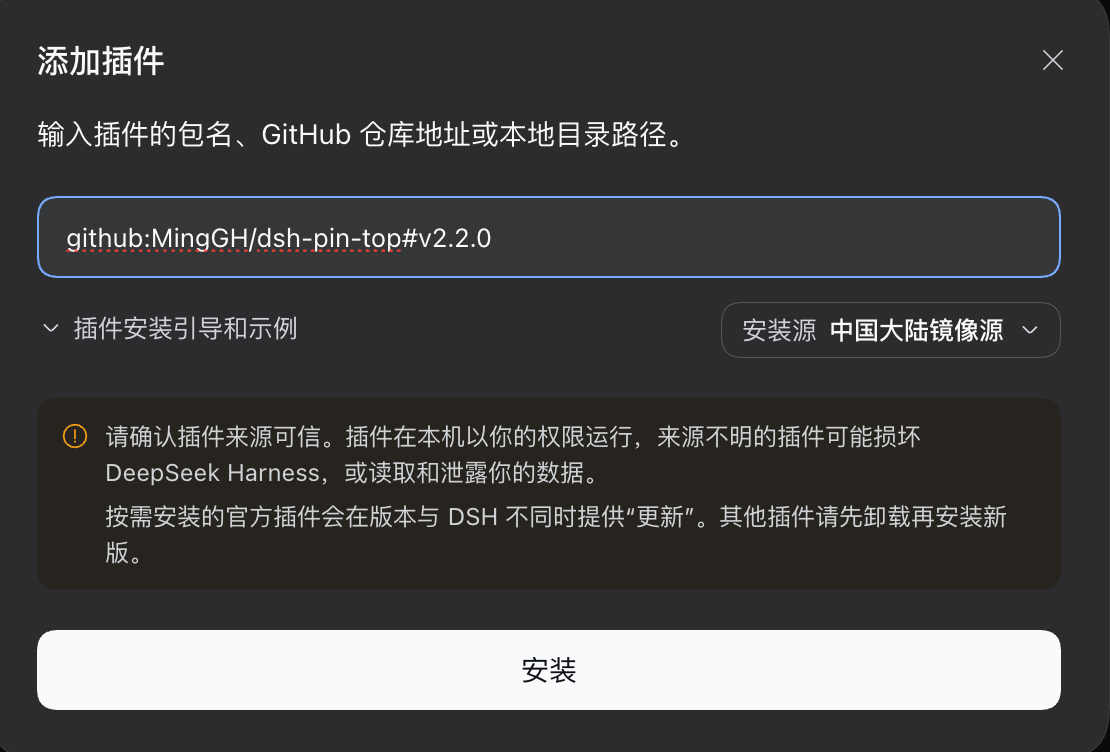 添加插件
输入插件的包名、GitHub 仓库地址或本地目录路径。
github:MingGH/dsh-pin-top#v2.2.0
插件安装引导和示例
安装源 中国大陆镜像源
请确认插件来源可信。插件在本机以你的权限运行，来源不明的插件可能损坏
DeepSeek Harness，或读取和泄露你的数据。
按需安装的官方插件会在版本与 DSH 不同时提供“更新”。其他插件请先卸载再安装新
版。
安装